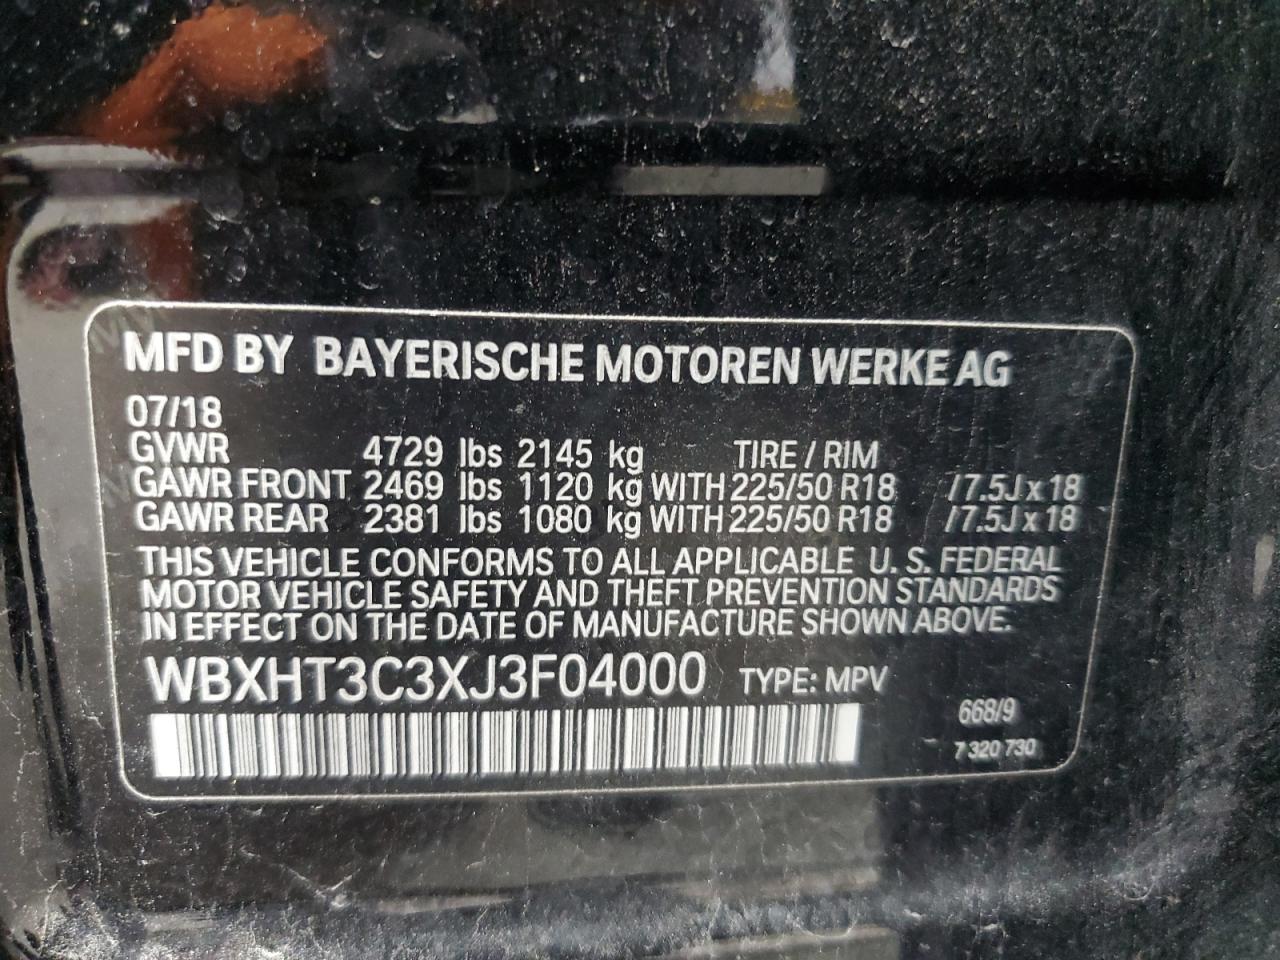 MFD BY BAYERISCHE MOTOREN WERKE AG
07/18
GVWR 4729 lbs 2145 kg TIRE / RIM
GAWR FRONT 2469 lbs 1120 kg WITH 225/50 R18 / 7.5J x 18
GAWR REAR 2381 lbs 1080 kg WITH 225/50 R18 / 7.5J x 18
THIS VEHICLE CONFORMS TO ALL APPLICABLE U. S. FEDERAL
MOTOR VEHICLE SAFETY AND THEFT PREVENTION STANDARDS
IN EFFECT ON THE DATE OF MANUFACTURE SHOWN ABOVE.
WBXHT3C3XJ3F04000 TYPE: MPV
668/9
7 320 730